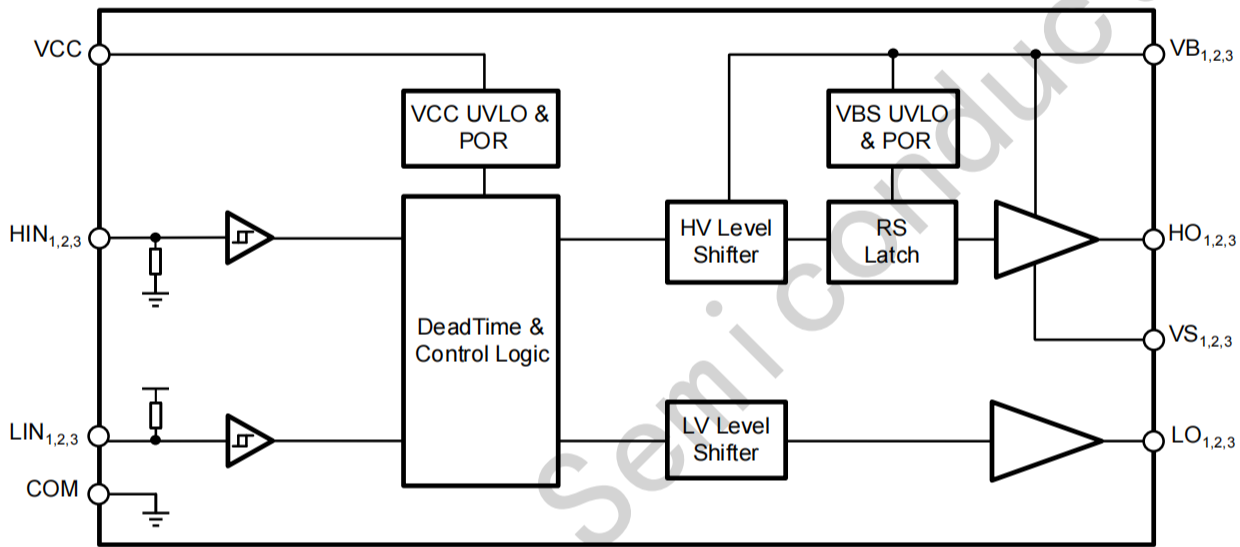 VCC
VB1,2,3
VCC UVLO &
POR
VBS UVLO
& POR
HIN1,2,3
HV Level
Shifter
RS
Latch
HO1,2,3
DeadTime &
Control Logic
VS1,2,3
LIN1,2,3
LV Level
Shifter
LO1,2,3
COM
Semiconduc